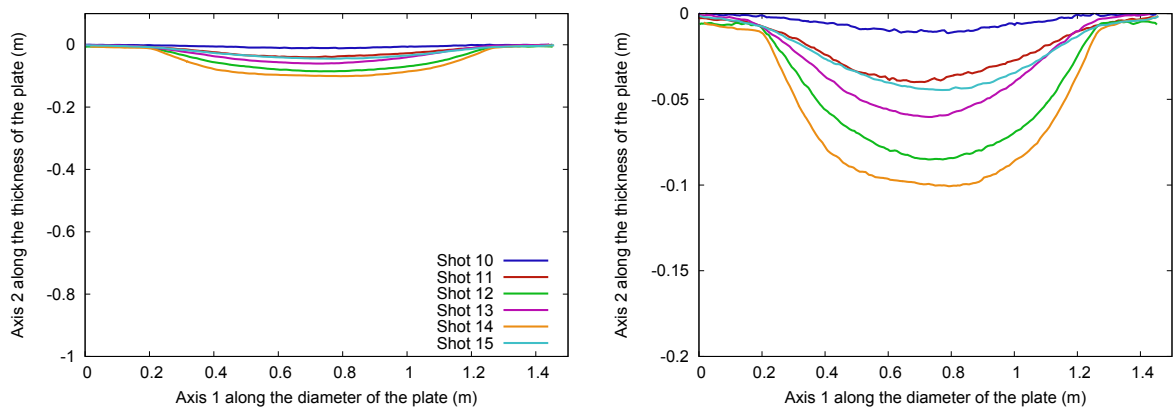 0
-0.2
-0.4
-0.6
-0.8
-1
0 0.2 0.4 0.6 0.8 1 1.2 1.4
Axis 2 along the thickness of the plate (m)
Axis 1 along the diameter of the plate (m)
Shot 10
Shot 11
Shot 12
Shot 13
Shot 14
Shot 15
0
-0.05
-0.1
-0.15
-0.2
0 0.2 0.4 0.6 0.8 1 1.2 1.4
Axis 2 along the thickness of the plate (m)
Axis 1 along the diameter of the plate (m)